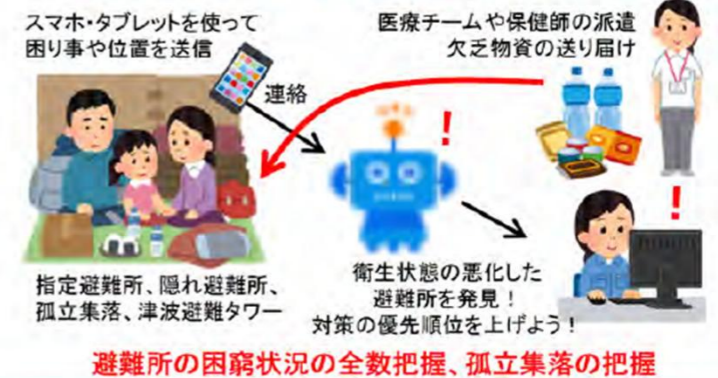 スマホ・タブレットを使って
困り事や位置を送信
医療チームや保健師の派遣
欠乏物資の送り届け
連絡
!
!
指定避難所、隠れ避難所、
孤立集落、津波避難タワー
衛生状態の悪化した
避難所を発見!
対策の優先順位を上げよう!
避難所の困窮状況の全数把握、孤立集落の把握